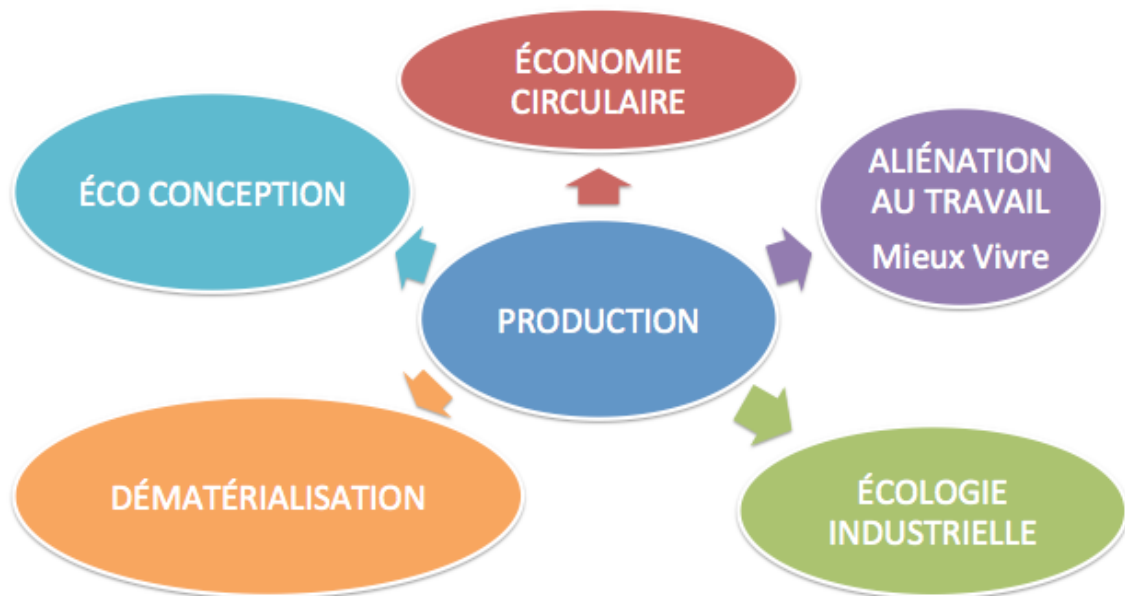 ÉCONOMIE
CIRCULAIRE
ÉCO CONCEPTION
ALIÉNATION
AU TRAVAIL
Mieux Vivre
PRODUCTION
DÉMATÉRIALISATION
ÉCOLOGIE
INDUSTRIELLE